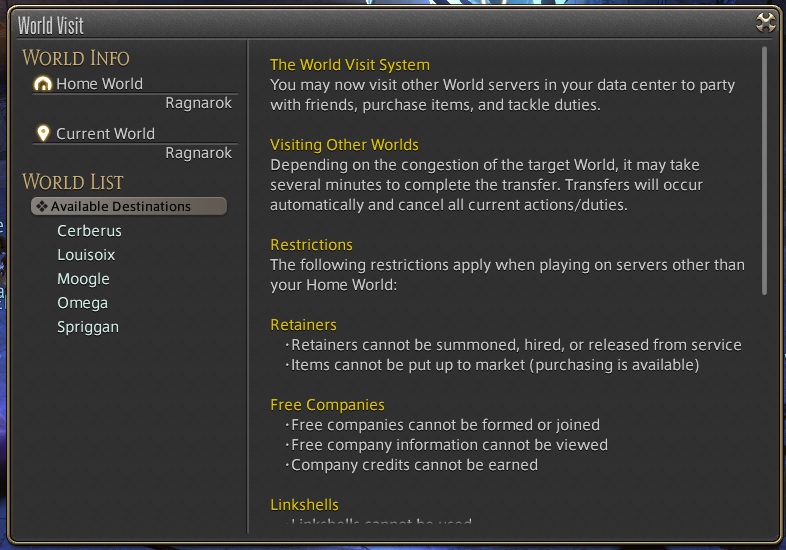 World Visit
WORLD INFO
Home World
Ragnarok
Current World
Ragnarok
WORLD LIST
Available Destinations
Cerberus
Louisoix
Moogle
Omega
Spriggan
The World Visit System
You may now visit other World servers in your data center to party
with friends, purchase items, and tackle duties.
Visiting Other Worlds
Depending on the congestion of the target World, it may take
several minutes to complete the transfer. Transfers will occur
automatically and cancel all current actions/duties.
Restrictions
The following restrictions apply when playing on servers other than
your Home World:
Retainers
・Retainers cannot be summoned, hired, or released from service
・Items cannot be put up to market (purchasing is available)
Free Companies
・Free companies cannot be formed or joined
・Free company information cannot be viewed
・Company credits cannot be earned
Linkshells
・Linkshells cannot be used